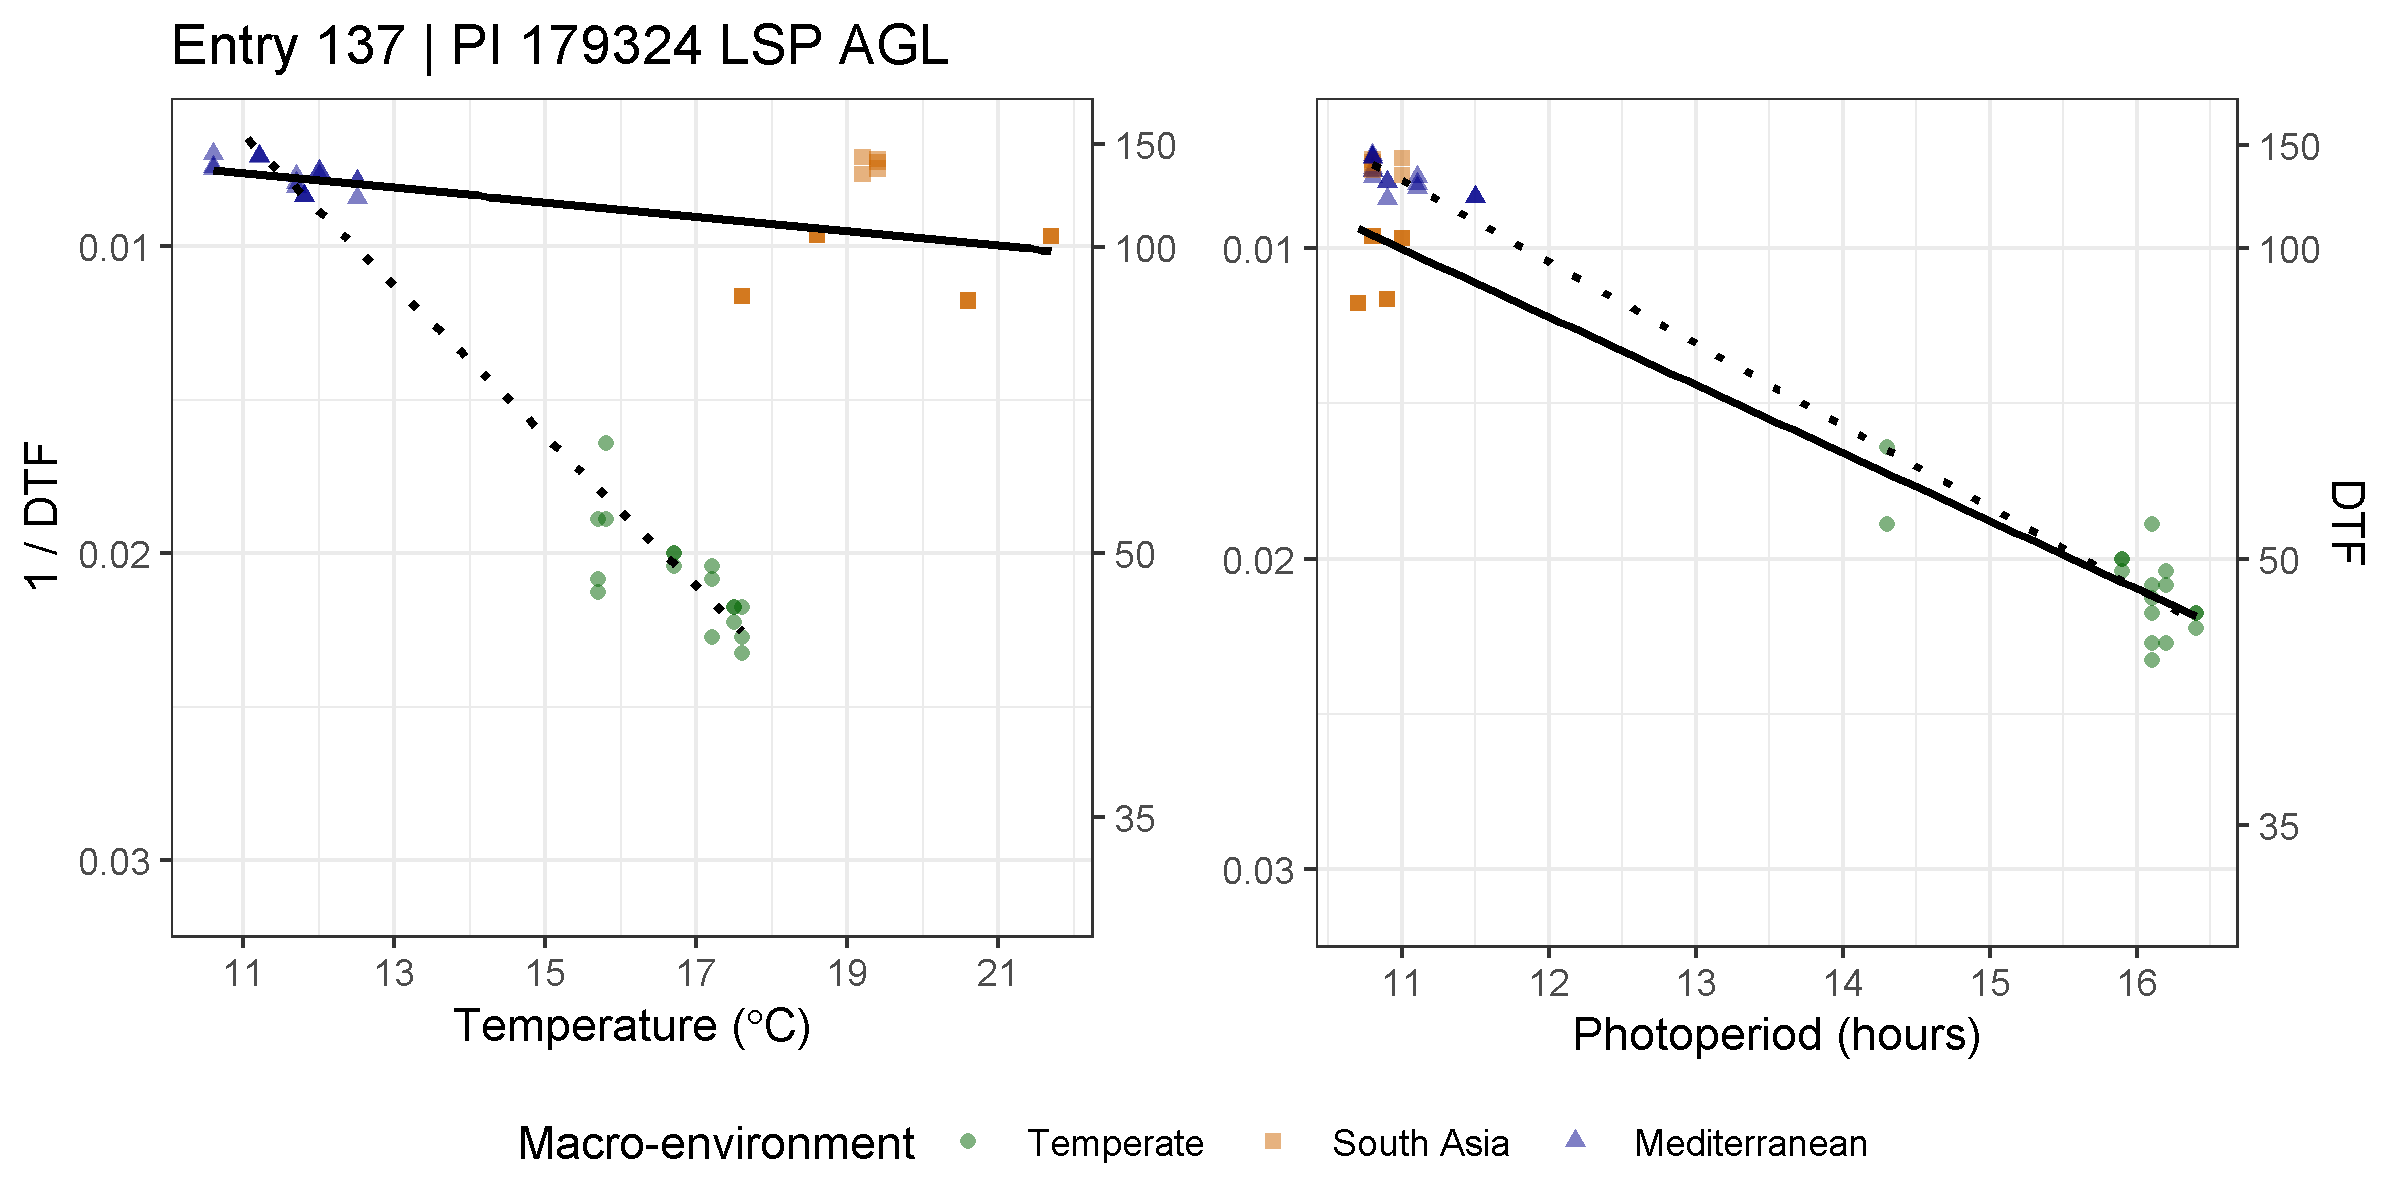 Entry 137 | PI 179324 LSP AGL
1 / DTF
0.01
0.02
0.03
150
100
50
35
11 13 15 17 19 21
Temperature (°C)
0.01
0.02
0.03
150
100
50
35
DTF
11 12 13 14 15 16
Photoperiod (hours)
Macro-environment Temperate South Asia Mediterranean